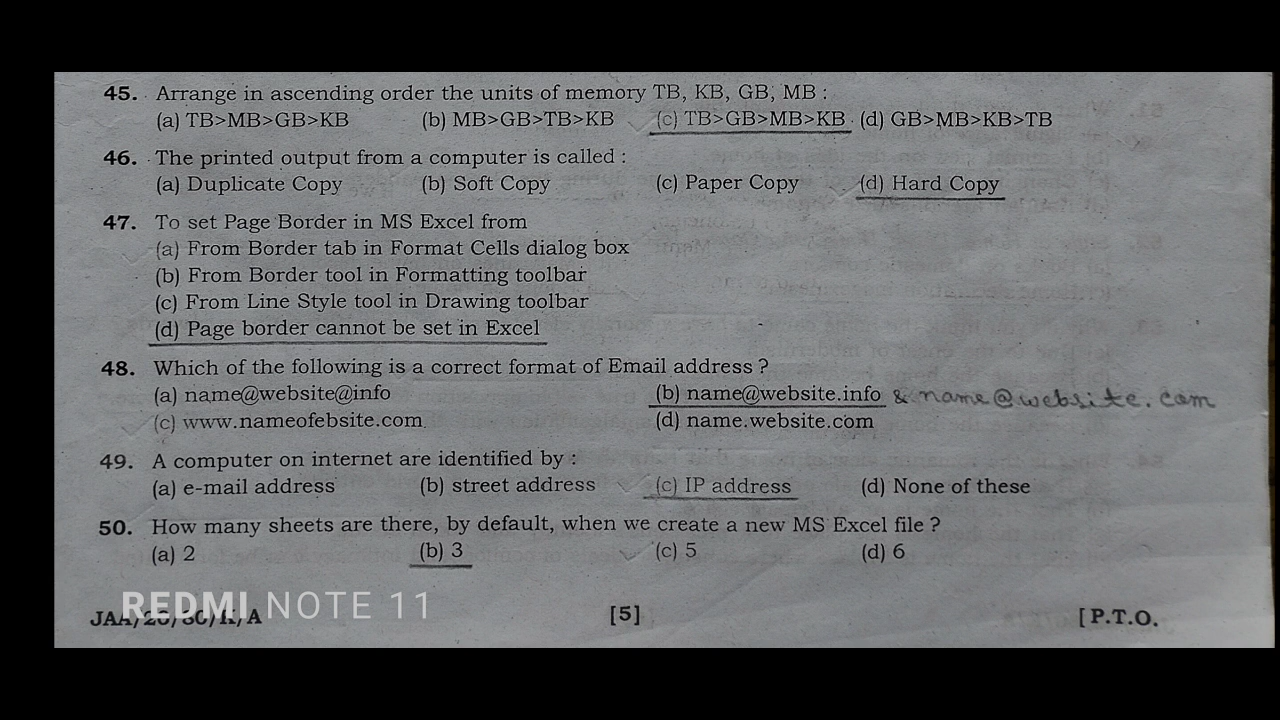 45. Arrange in ascending order the units of memory TB, KB, GB, MB :
(a) TB>MB>GB>KB (b) MB>GB>TB>KB (c) TB>GB>MB>KB (d) GB>MB>KB>TB
46. The printed output from a computer is called :
(a) Duplicate Copy (b) Soft Copy (c) Paper Copy (d) Hard Copy
47. To set Page Border in MS Excel from
(a) From Border tab in Format Cells dialog box
(b) From Border tool in Formatting toolbar
(c) From Line Style tool in Drawing toolbar
(d) Page border cannot be set in Excel
48. Which of the following is a correct format of Email address ?
(a) name@website@info (b) name@website.info & name@website.com
(c) www.nameofebsite.com (d) name.website.com
49. A computer on internet are identified by :
(a) e-mail address (b) street address (c) IP address (d) None of these
50. How many sheets are there, by default, when we create a new MS Excel file ?
(a) 2 (b) 3 (c) 5 (d) 6
REDMI NOTE 11
JAA/26/30/K/A [5] [P.T.O.